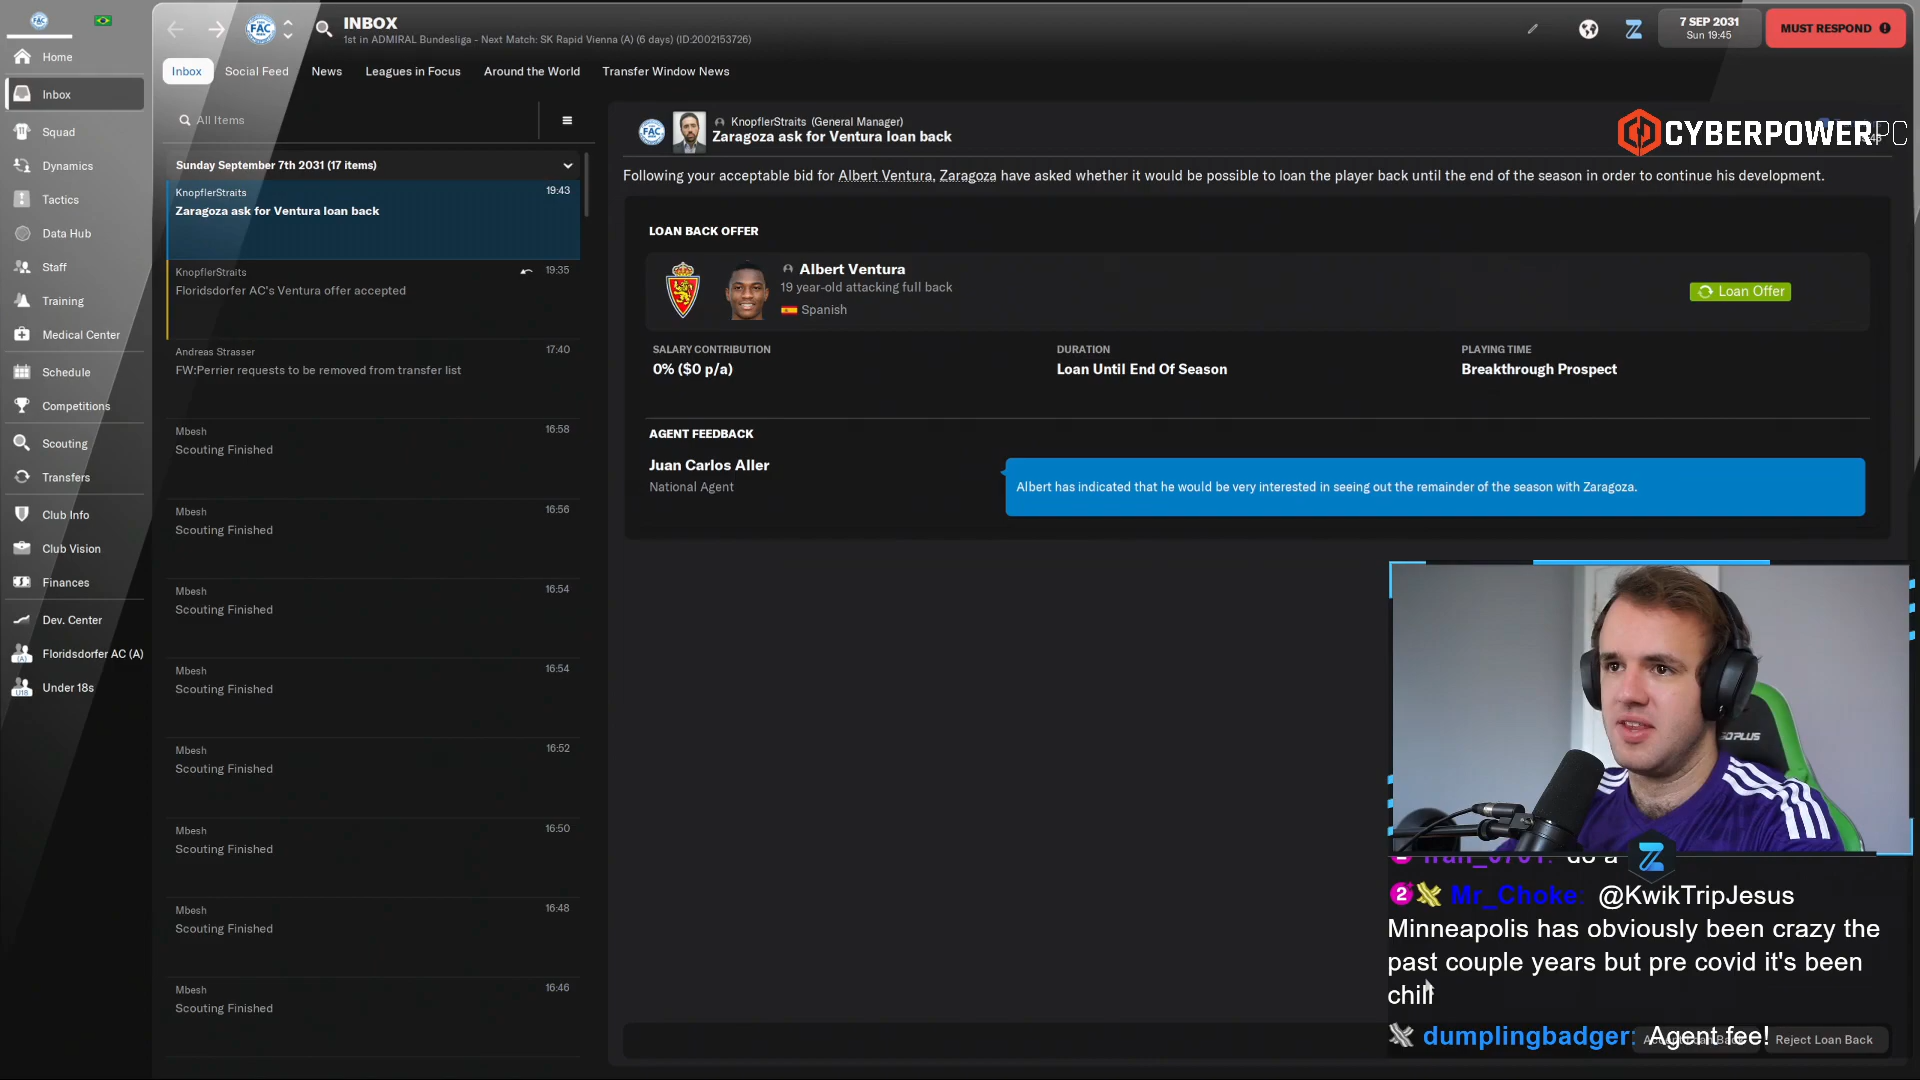 INBOX
1st in ADMIRAL Bundesliga - Next Match: SK Rapid Vienna (A) (6 days) (ID:2002153726)
7 SEP 2031
Sun 19:45
MUST RESPOND
Home
Inbox
Squad
Dynamics
Tactics
Data Hub
Staff
Training
Medical Center
Schedule
Competitions
Scouting
Transfers
Club Info
Club Vision
Finances
Dev. Center
Floridsdorfer AC (A)
Under 18s
Inbox
Social Feed
News
Leagues in Focus
Around the World
Transfer Window News
All Items
Sunday September 7th 2031 (17 items)
KnopflerStraits 19:43
Zaragoza ask for Ventura loan back
KnopflerStraits 19:35
Floridsdorfer AC's Ventura offer accepted
Andreas Strasser 17:40
FW:Perrier requests to be removed from transfer list
Mbesh 16:58
Scouting Finished
Mbesh 16:56
Scouting Finished
Mbesh 16:54
Scouting Finished
Mbesh 16:54
Scouting Finished
Mbesh 16:52
Scouting Finished
Mbesh 16:50
Scouting Finished
Mbesh 16:48
Scouting Finished
Mbesh 16:46
Scouting Finished
KnopflerStraits (General Manager)
Zaragoza ask for Ventura loan back
CYBERPOWERPC
Following your acceptable bid for Albert Ventura, Zaragoza have asked whether it would be possible to loan the player back until the end of the season in order to continue his development.
LOAN BACK OFFER
Albert Ventura
19 year-old attacking full back
Spanish
Loan Offer
SALARY CONTRIBUTION
0% ($0 p/a)
DURATION
Loan Until End Of Season
PLAYING TIME
Breakthrough Prospect
AGENT FEEDBACK
Juan Carlos Aller
National Agent
Albert has indicated that he would be very interested in seeing out the remainder of the season with Zaragoza.
do a
Mr_Choke: @KwikTripJesus
Minneapolis has obviously been crazy the
past couple years but pre covid it's been
chill
dumplingbadger: Agent fee!
Reject Loan Back